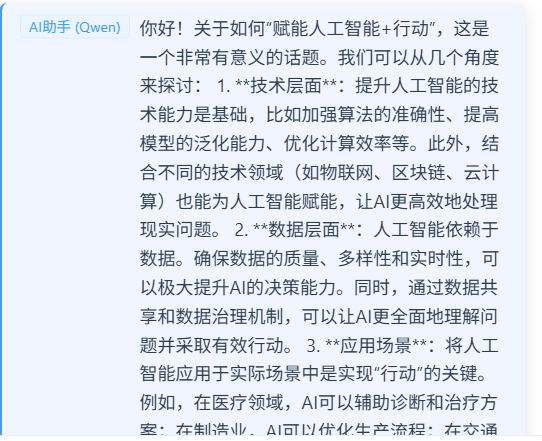 AI助手 (Qwen)
你好！关于如何“赋能人工智能+行动”，这是
一个非常有意义的话题。我们可以从几个角度
来探讨： 1. **技术层面**：提升人工智能的技
术能力是基础，比如加强算法的准确性、提高
模型的泛化能力、优化计算效率等。此外，结
合不同的技术领域（如物联网、区块链、云计
算）也能为人工智能赋能，让AI更高效地处理
现实问题。 2. **数据层面**：人工智能依赖于
数据。确保数据的质量、多样性和实时性，可
以极大提升AI的决策能力。同时，通过数据共
享和数据治理机制，可以让AI更全面地理解问
题并采取有效行动。 3. **应用场景**：将人工
智能应用于实际场景中是实现“行动”的关键。
例如，在医疗领域，AI可以辅助诊断和治疗方
案；在制造业，AI可以优化生产流程；在交通